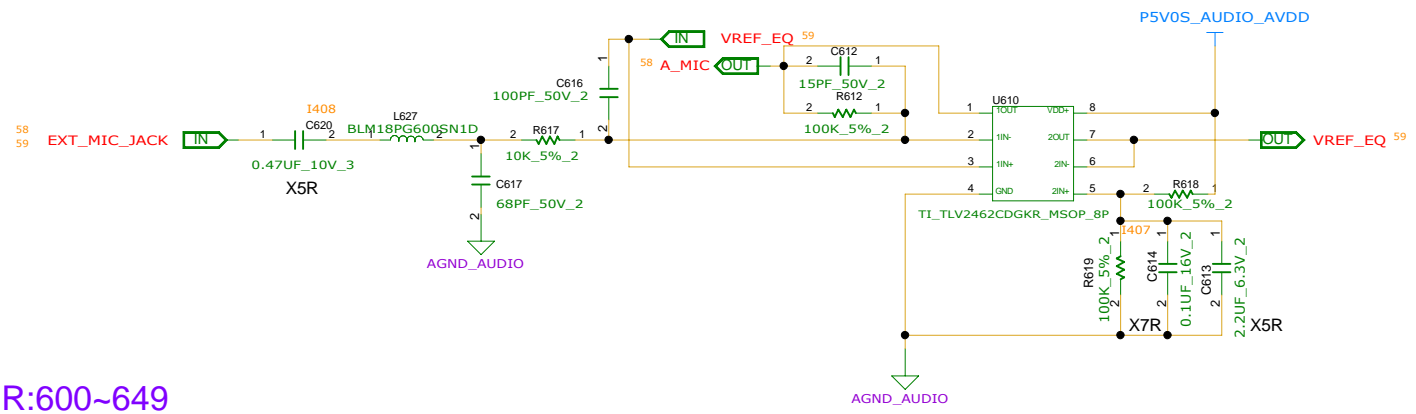 P5V0S_AUDIO_AVDD
IN VREF_EQ 59
58 A_MIC OUT
C612
2 1
15PF_50V_2
1 C616
100PF_50V_2
2
R612
2 1
100K_5%_2
U610
1 1OUT VDD+ 8
2 1IN- 2OUT 7
3 1IN+ 2IN- 6
4 GND 2IN+ 5
TI_TLV2462CDGKR_MSOP_8P
58
59 EXT_MIC_JACK IN
I408
1 C620 2
0.47UF_10V_3
X5R
L627
BLM18PG600SN1D
1 2
2 R617 1
10K_5%_2
1
C617
68PF_50V_2
2
AGND_AUDIO
OUT VREF_EQ 59
2 R618 1
100K_5%_2
I407
1 R619 2
100K_5%_2
X7R
1 C614 2
0.1UF_16V_2
1 C613 2
2.2UF_6.3V_2
X5R
AGND_AUDIO
R:600~649